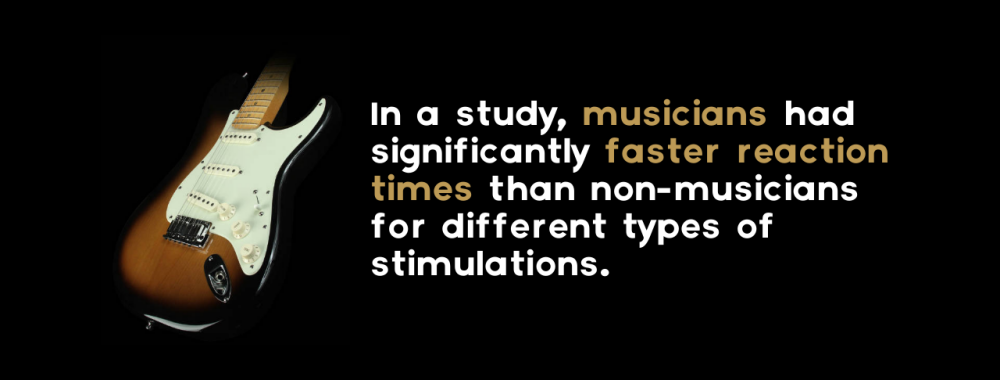 In a study, musicians had
significantly faster reaction
times than non-musicians
for different types of
stimulations.